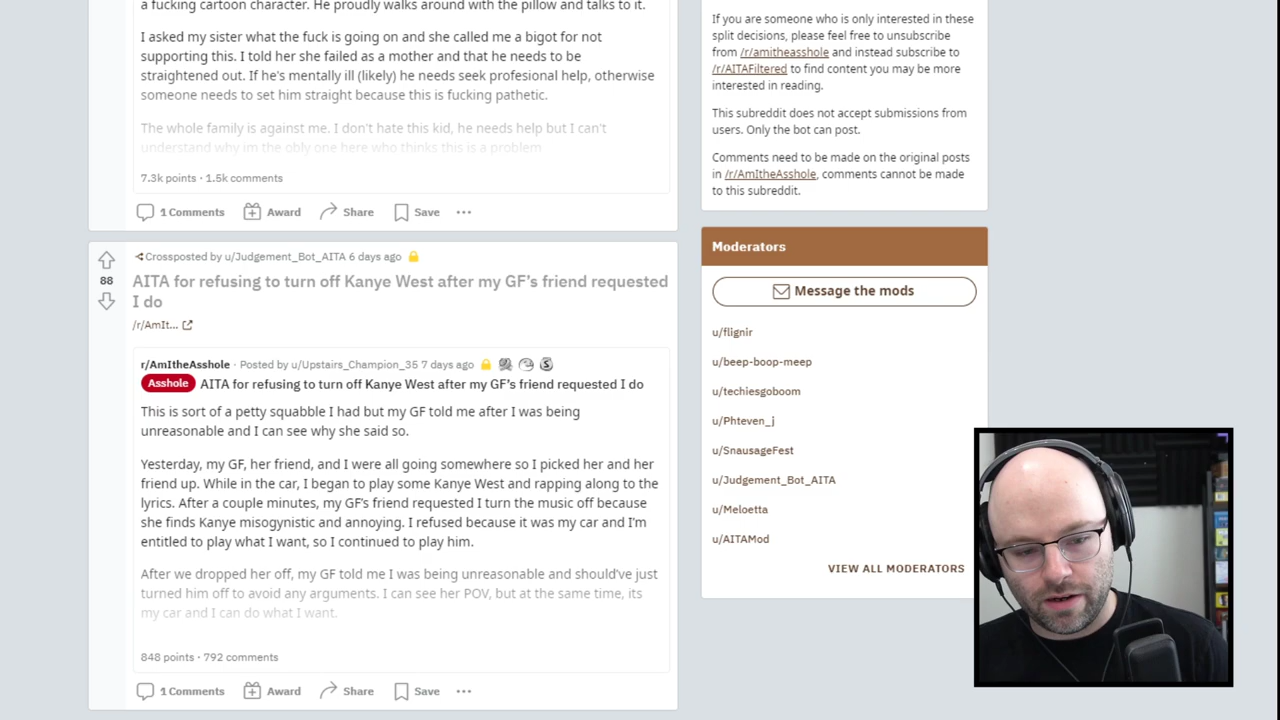 a fucking cartoon character. He proudly walks around with the pillow and talks to it.
I asked my sister what the fuck is going on and she called me a bigot for not
supporting this. I told her she failed as a mother and that he needs to be
straightened out. If he's mentally ill (likely) he needs seek profesional help, otherwise
someone needs to set him straight because this is fucking pathetic.
The whole family is against me. I don't hate this kid, he needs help but I can't
understand why im the obly one here who thinks this is a problem
7.3k points · 1.5k comments
1 Comments Award Share Save ···
Crossposted by u/Judgement_Bot_AITA 6 days ago
88
AITA for refusing to turn off Kanye West after my GF's friend requested
I do
/r/AmIt...
r/AmItheAsshole · Posted by u/Upstairs_Champion_35 7 days ago
Asshole AITA for refusing to turn off Kanye West after my GF's friend requested I do
This is sort of a petty squabble I had but my GF told me after I was being
unreasonable and I can see why she said so.
Yesterday, my GF, her friend, and I were all going somewhere so I picked her and her
friend up. While in the car, I began to play some Kanye West and rapping along to the
lyrics. After a couple minutes, my GF's friend requested I turn the music off because
she finds Kanye misogynistic and annoying. I refused because it was my car and I'm
entitled to play what I want, so I continued to play him.
After we dropped her off, my GF told me I was being unreasonable and should've just
turned him off to avoid any arguments. I can see her POV, but at the same time, its
my car and I can do what I want.
848 points · 792 comments
1 Comments Award Share Save ···
If you are someone who is only interested in these
split decisions, please feel free to unsubscribe
from /r/amitheasshole and instead subscribe to
/r/AITAFiltered to find content you may be more
interested in reading.
This subreddit does not accept submissions from
users. Only the bot can post.
Comments need to be made on the original posts
in /r/AmItheAsshole, comments cannot be made
to this subreddit.
Moderators
Message the mods
u/flignir
u/beep-boop-meep
u/techiesgoboom
u/Phteven_j
u/SnausageFest
u/Judgement_Bot_AITA
u/Meloetta
u/AITAMod
VIEW ALL MODERATORS